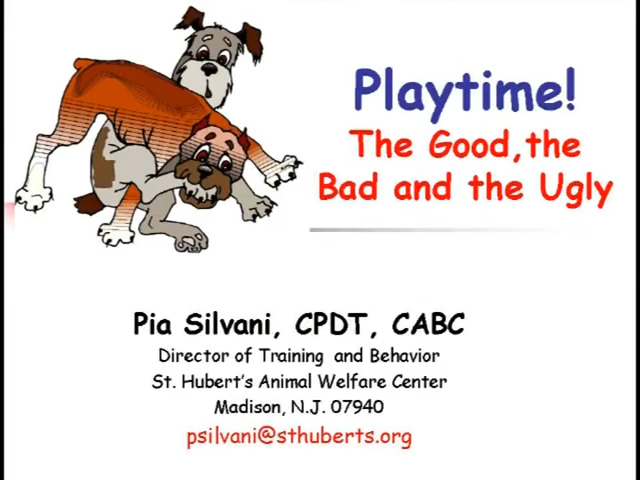 Playtime!
The Good,the
Bad and the Ugly
Pia Silvani, CPDT, CABC
Director of Training and Behavior
St. Hubert's Animal Welfare Center
Madison, N.J. 07940
psilvani@sthuberts.org